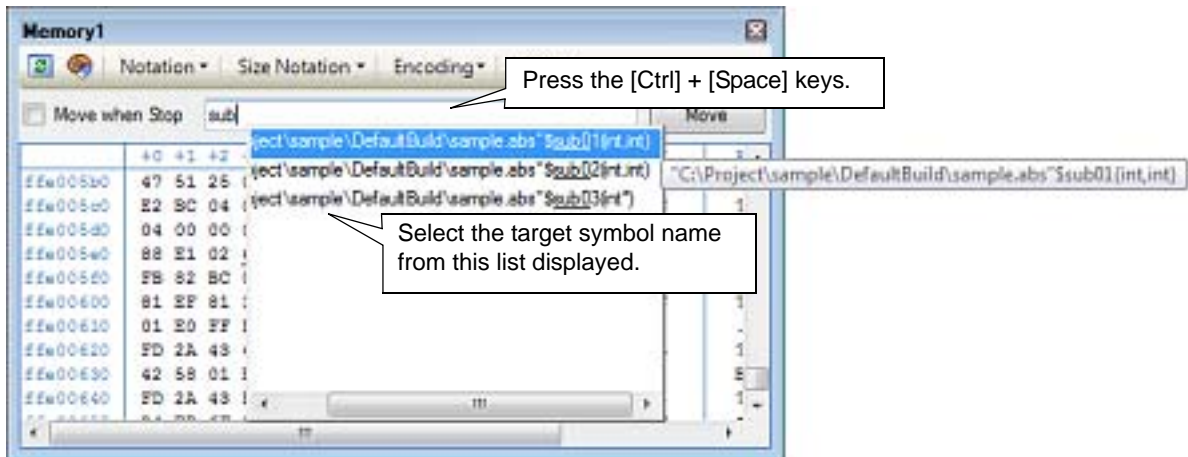 Memory1
Notation Size Notation Encoding
Press the [Ctrl] + [Space] keys.
Move when Stop sub Move
+0 +1 +2
ject\sample\DefaultBuild\sample.abs"$sub01(int,int)
ject\sample\DefaultBuild\sample.abs"$sub02(int,int)
"C:\Project\sample\DefaultBuild\sample.abs"$sub01(int,int)
ject\sample\DefaultBuild\sample.abs"$sub03(int*)
Select the target symbol name
from this list displayed.
ffe005b0 47 51 25
ffe005c0 E2 BC 04
ffe005d0 04 00 00
ffe005e0 88 E1 02
ffe005f0 FB 82 BC
ffe00600 81 EF 81
ffe00610 01 E0 FF
ffe00620 FD 2A 43
ffe00630 42 58 01
ffe00640 FD 2A 43